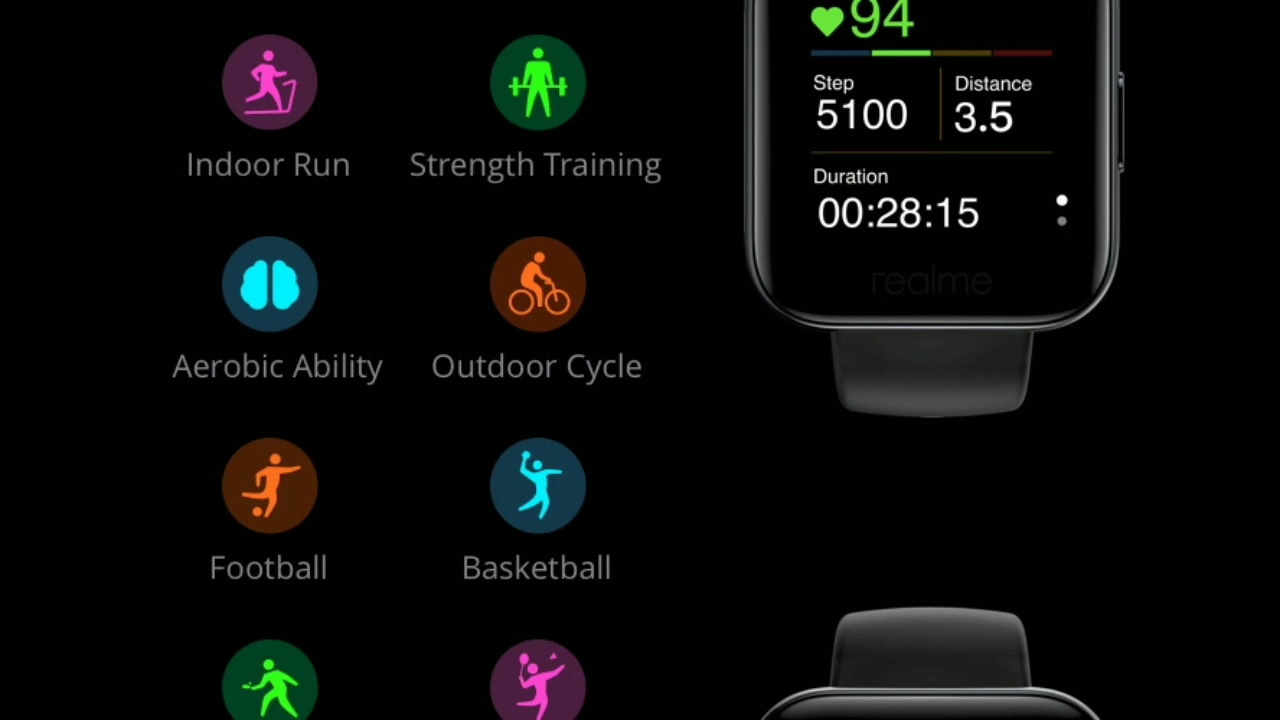 Indoor Run
Strength Training
Aerobic Ability
Outdoor Cycle
Football
Basketball
94
Step
5100
Distance
3.5
Duration
00:28:15
realme